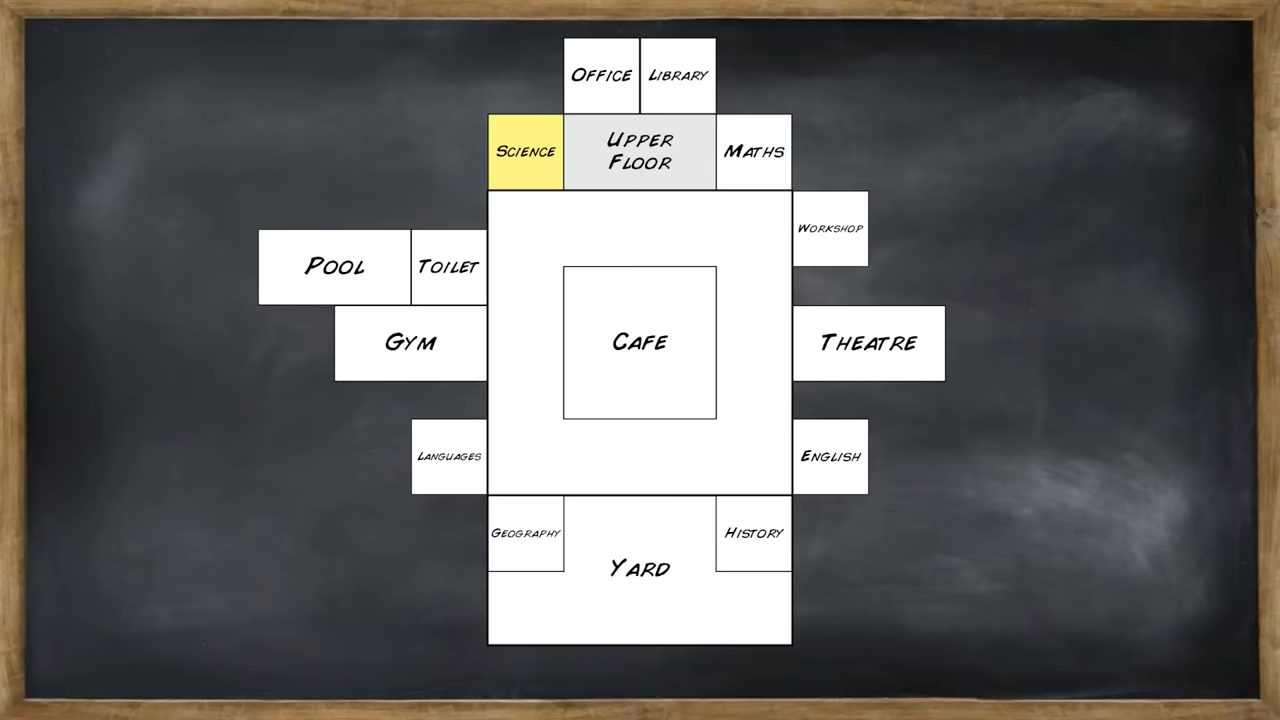 Office Library
Science Upper Floor Maths
Workshop
Pool Toilet
Gym Cafe Theatre
Languages English
Geography History
Yard